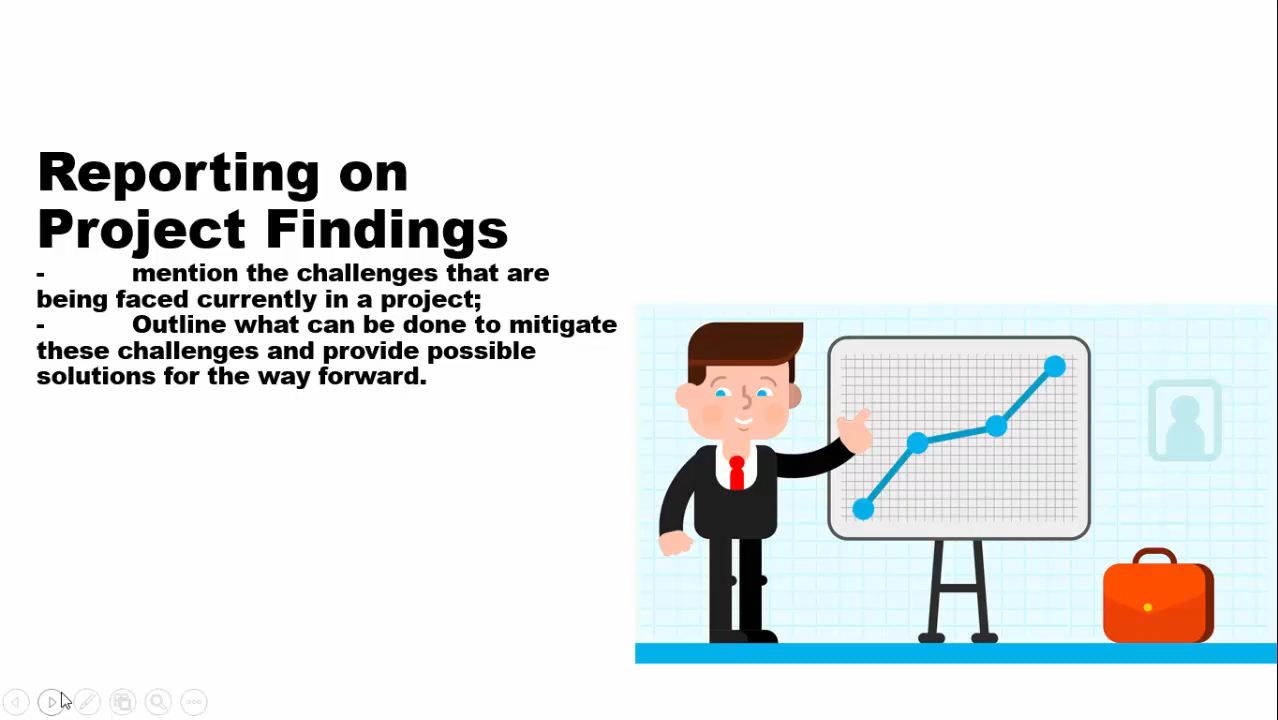 Reporting on
Project Findings
- mention the challenges that are
being faced currently in a project;
- Outline what can be done to mitigate
these challenges and provide possible
solutions for the way forward.